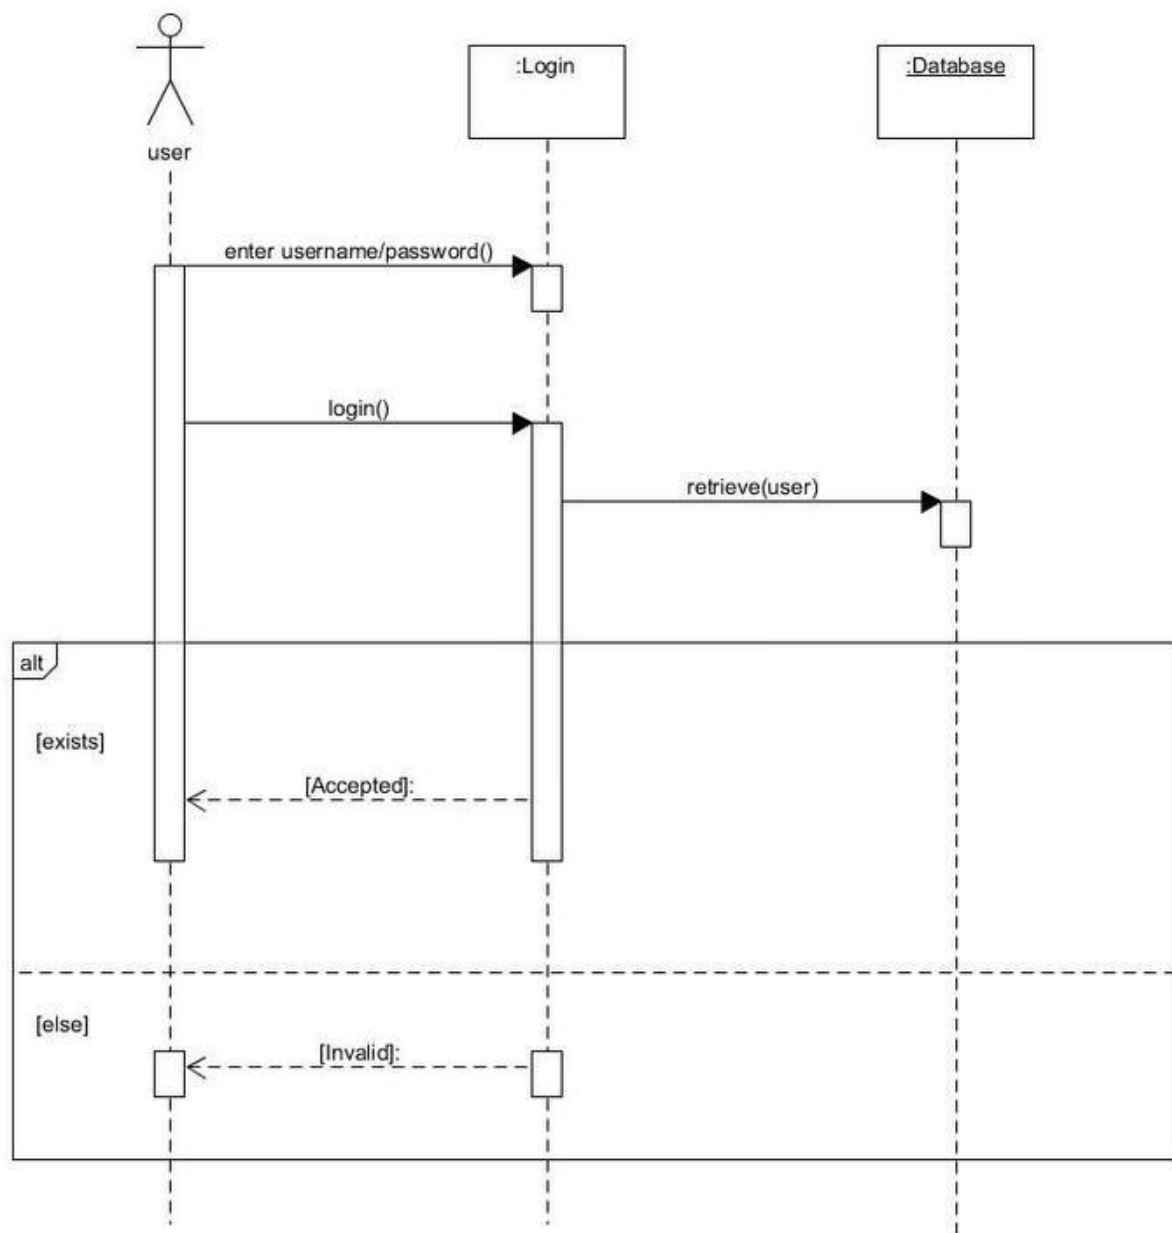 :Login
:Database
user
enter username/password()
login()
retrieve(user)
alt
[exists]
[Accepted]:
[else]
[Invalid]: